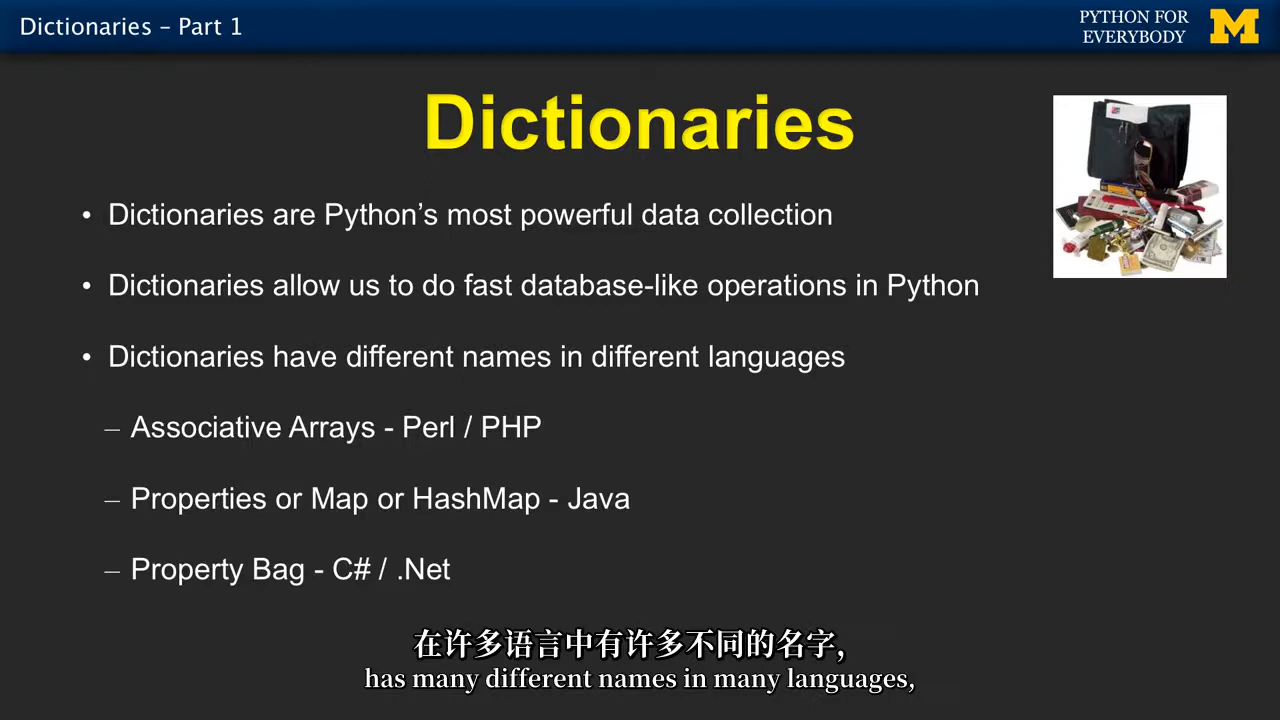 Dictionaries – Part 1
PYTHON FOR
EVERYBODY
M
Dictionaries
• Dictionaries are Python’s most powerful data collection
• Dictionaries allow us to do fast database-like operations in Python
• Dictionaries have different names in different languages
– Associative Arrays - Perl / PHP
– Properties or Map or HashMap - Java
– Property Bag - C# / .Net
在许多语言中有许多不同的名字,
has many different names in many languages,